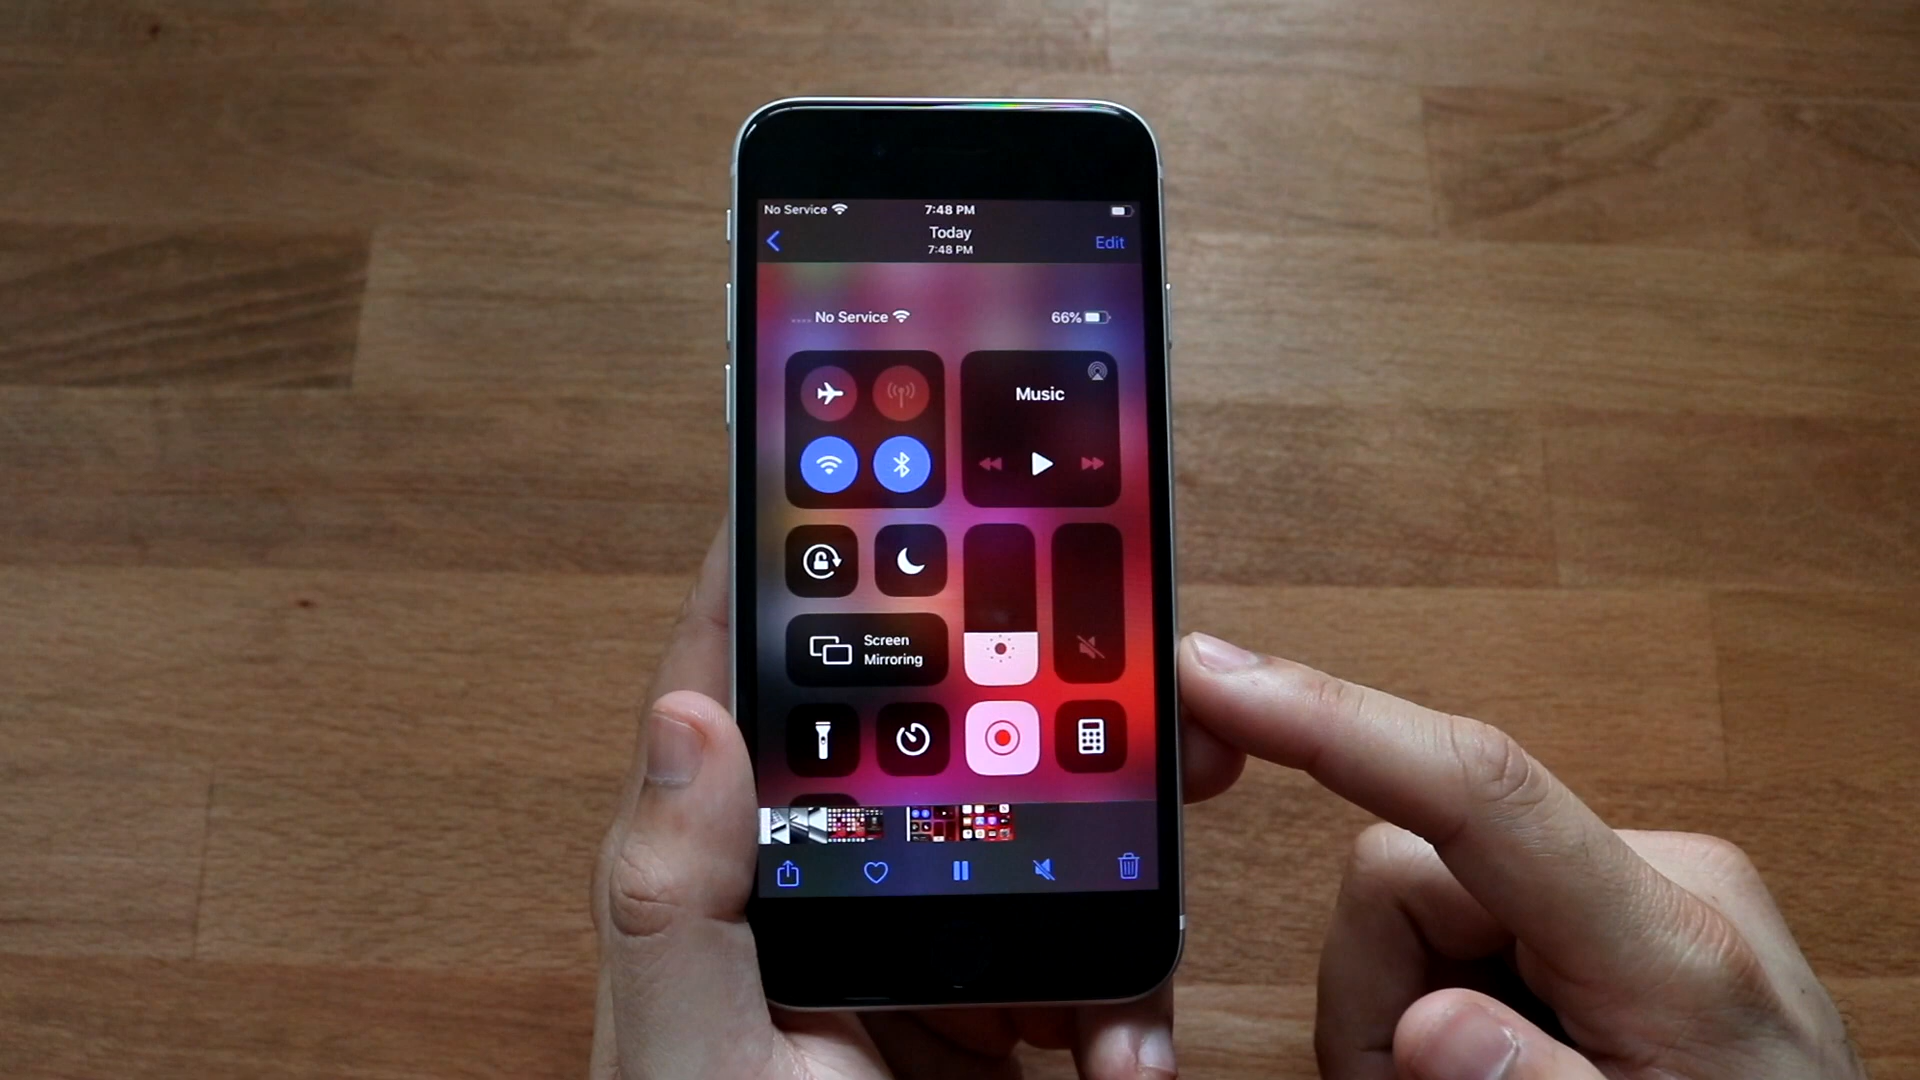 No Service 7:48 PM
Today
7:48 PM
Edit
No Service 66%
Music
Screen
Mirroring